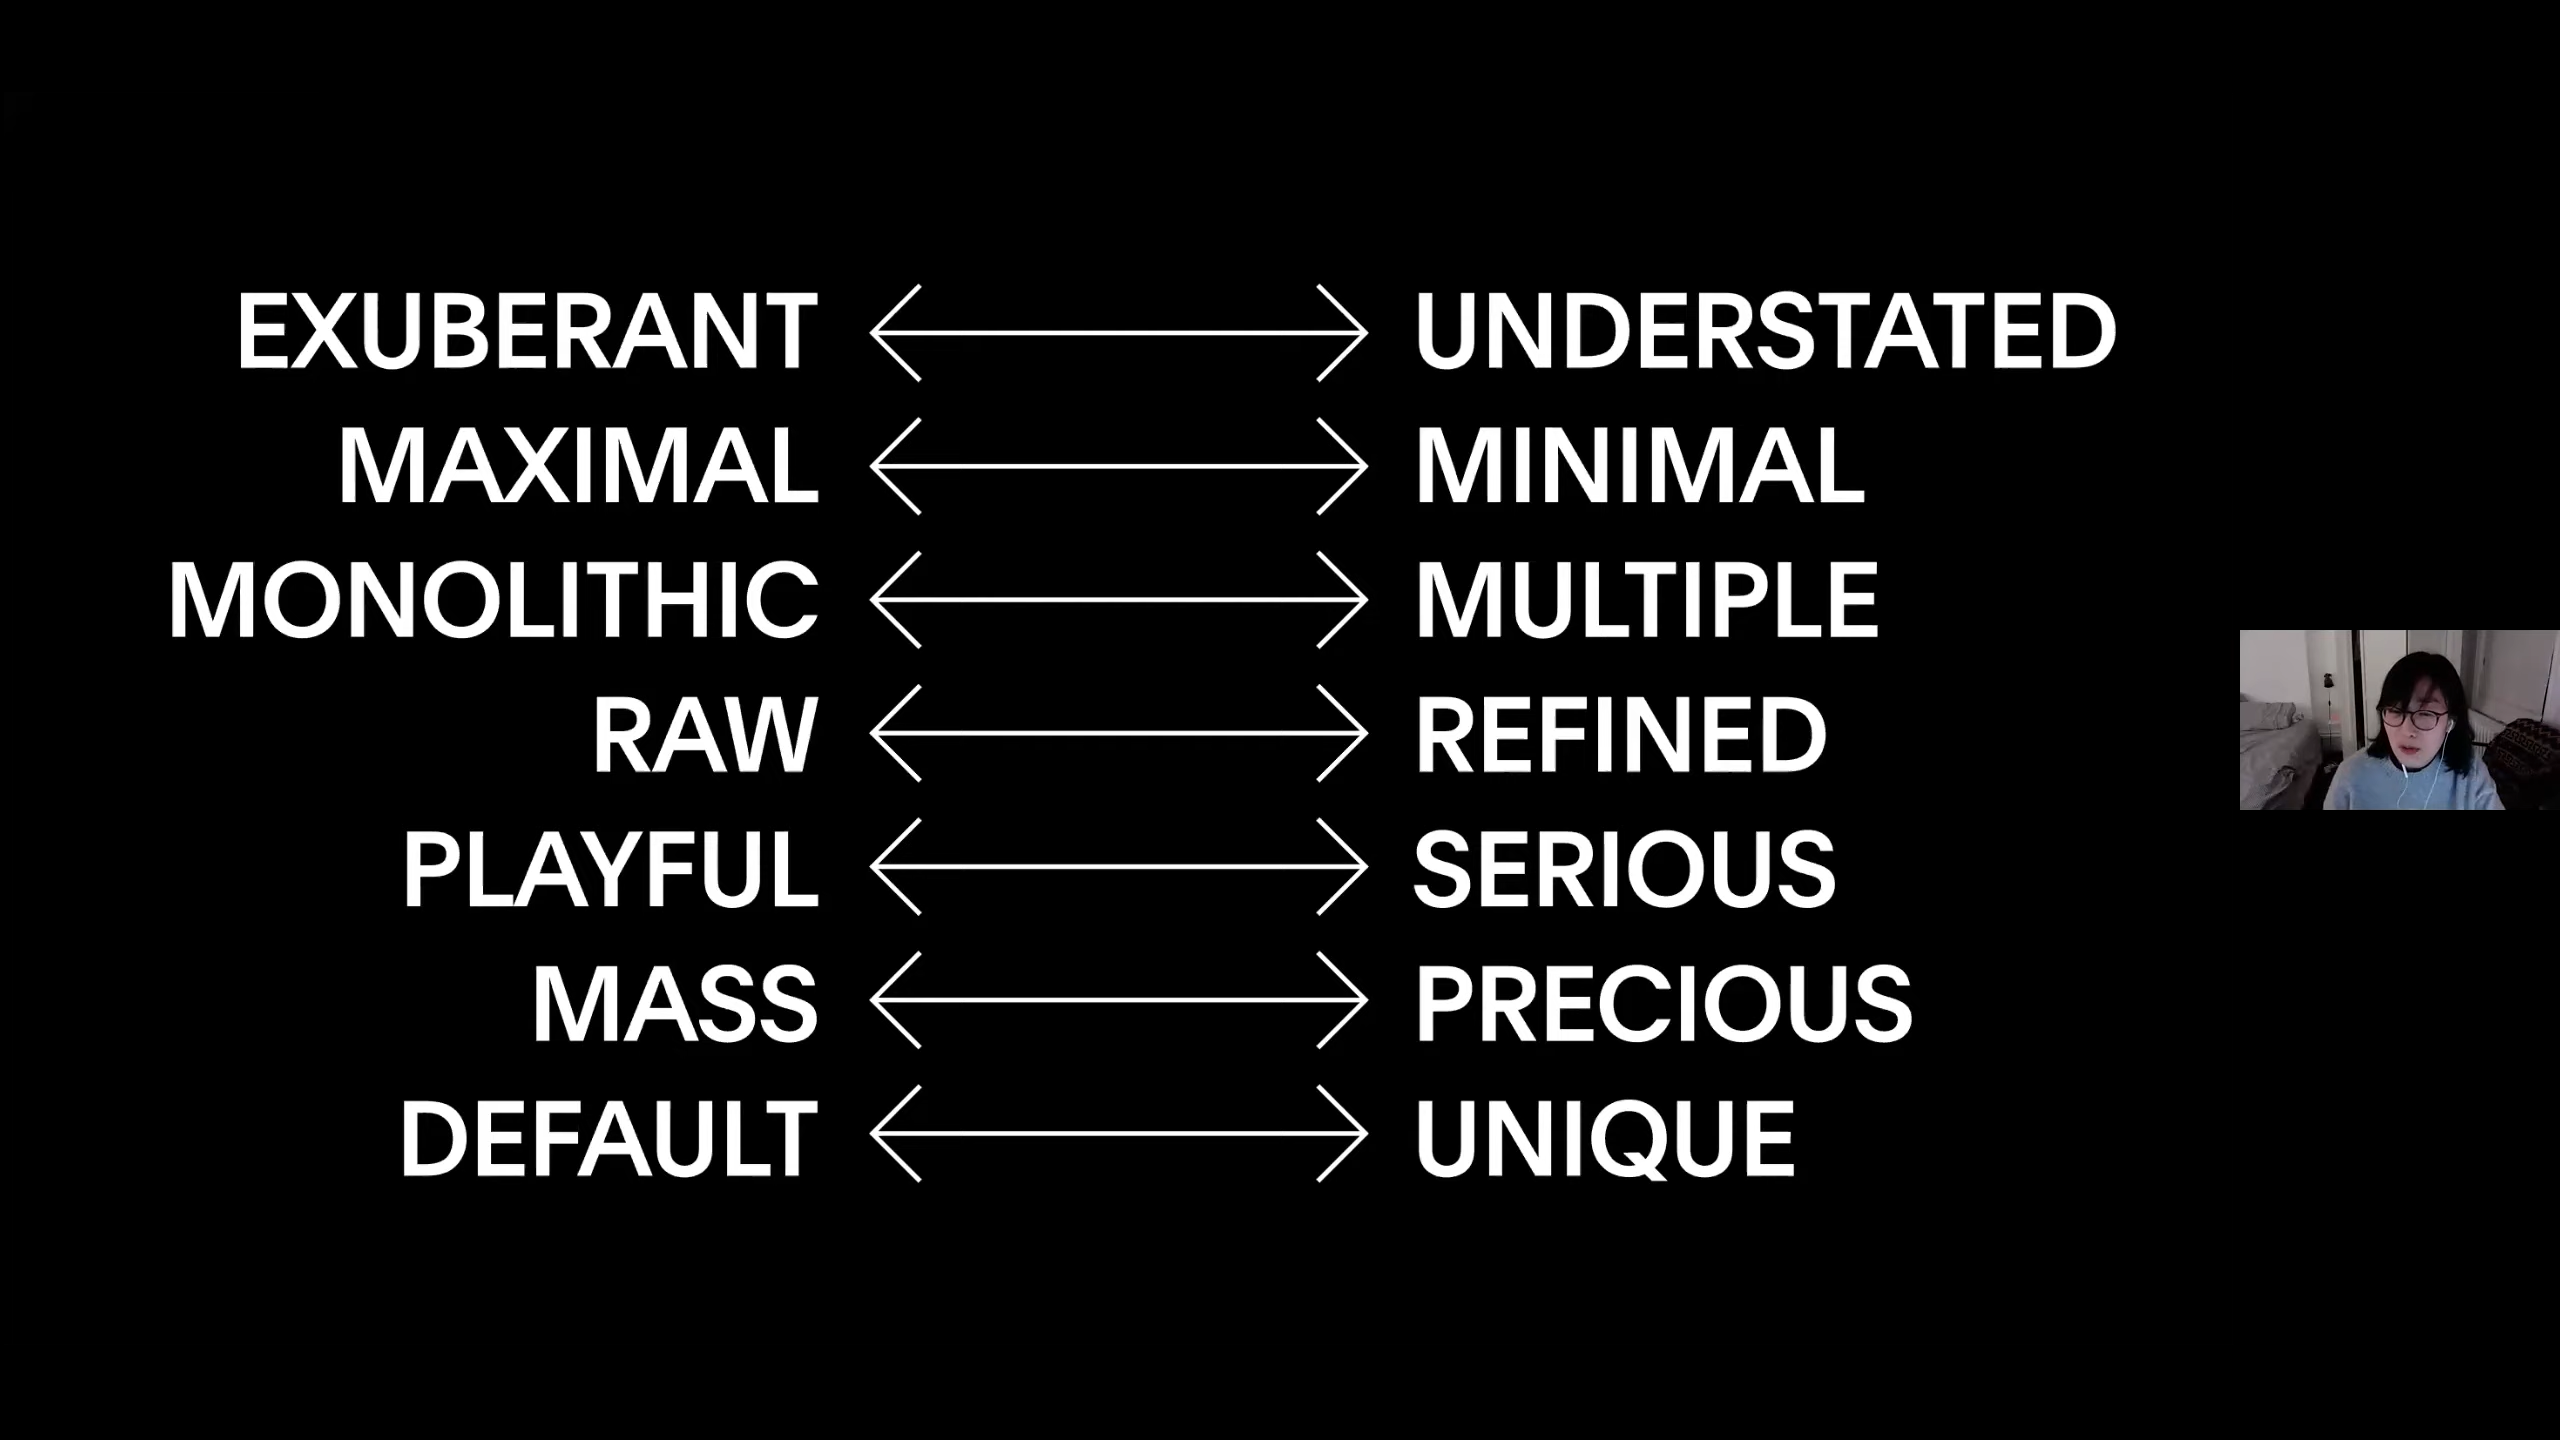 EXUBERANT UNDERSTATED
MAXIMAL MINIMAL
MONOLITHIC MULTIPLE
RAW REFINED
PLAYFUL SERIOUS
MASS PRECIOUS
DEFAULT UNIQUE